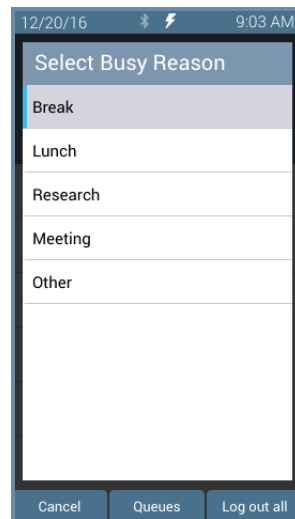 12/20/16 9:03 AM
Select Busy Reason
Break
Lunch
Research
Meeting
Other
Cancel Queues Log out all